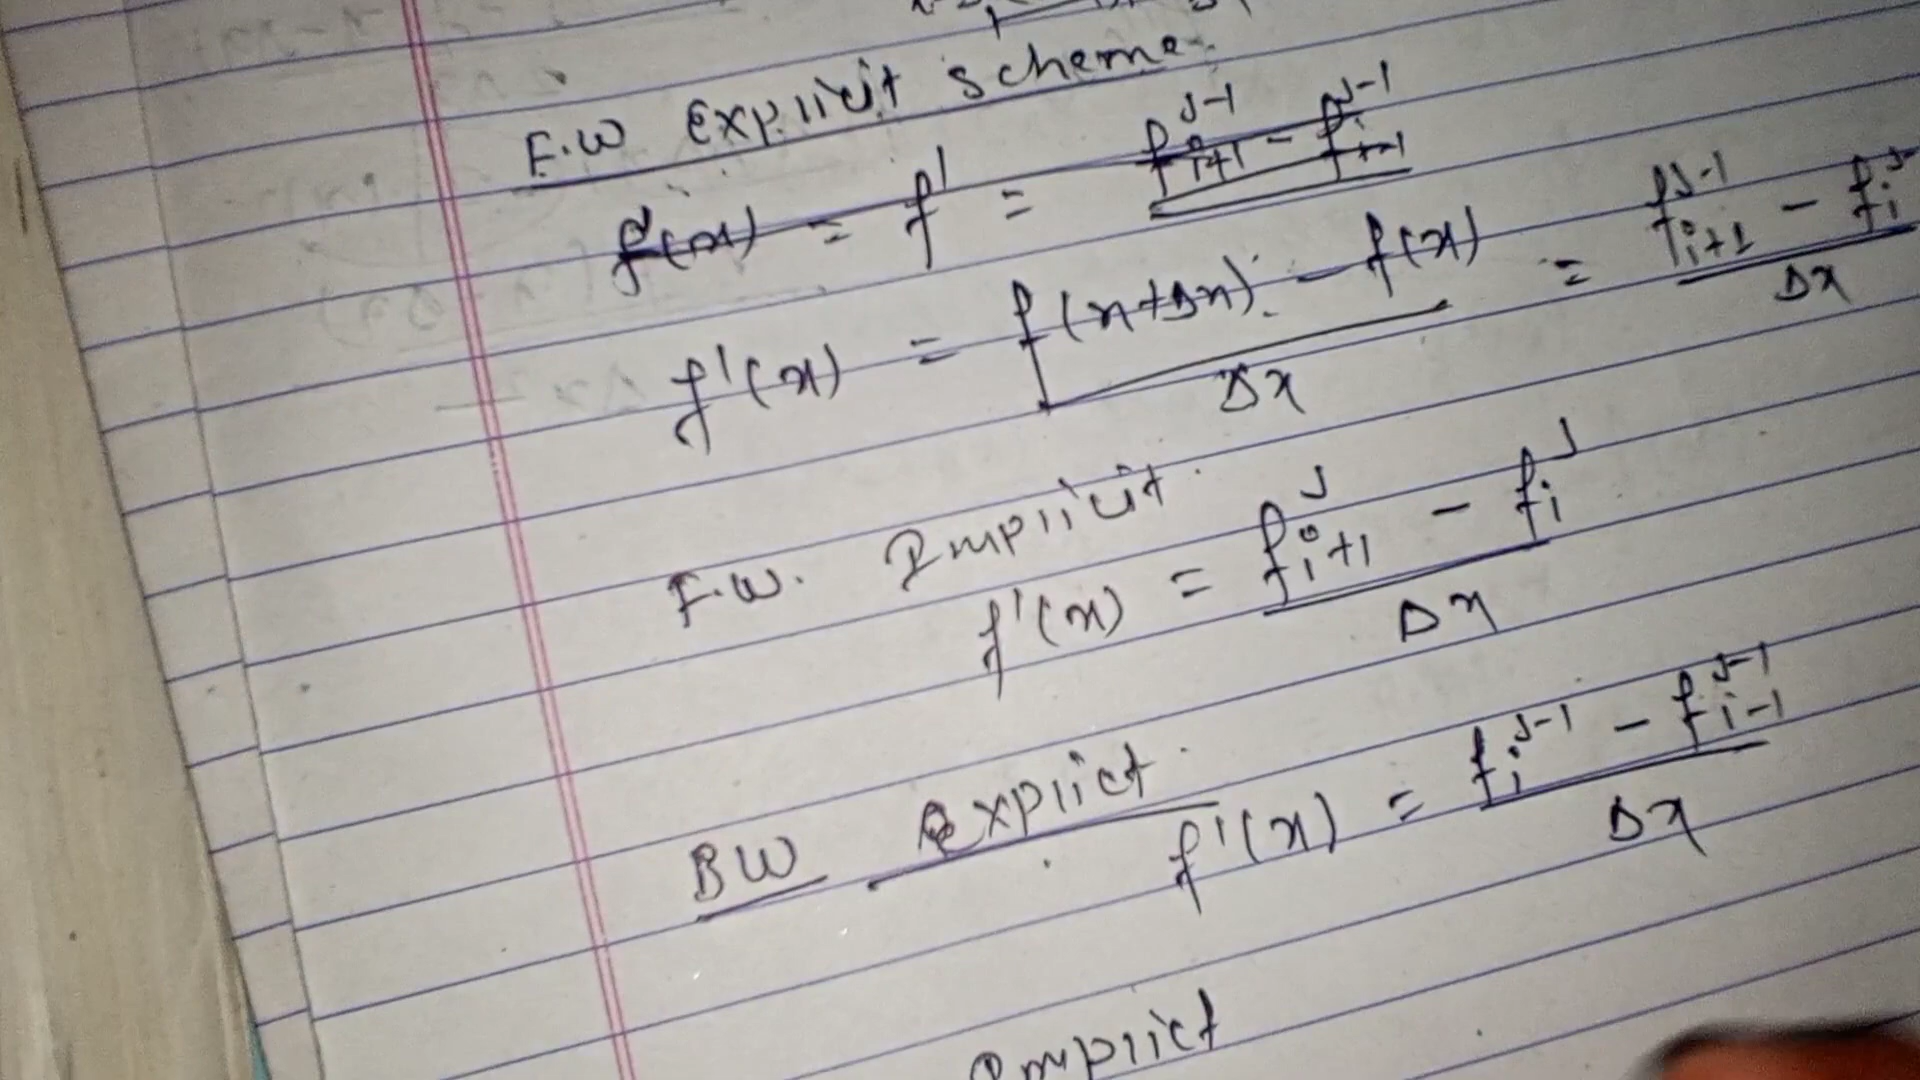 F.W Explicit scheme.
f'(x) = f' = f_{i+1}^{j-1} - f_{i-1}^{j-1}
f'(x) = f(x+Δx) - f(x) / Δx = f_{i+1}^{j-1} - f_i^j / Δx
F.W. Implicit
f'(x) = f_{i+1}^j - f_i^j / Δx
BW explict
f'(x) = f_i^{j-1} - f_{i-1}^{j-1} / Δx
Implict